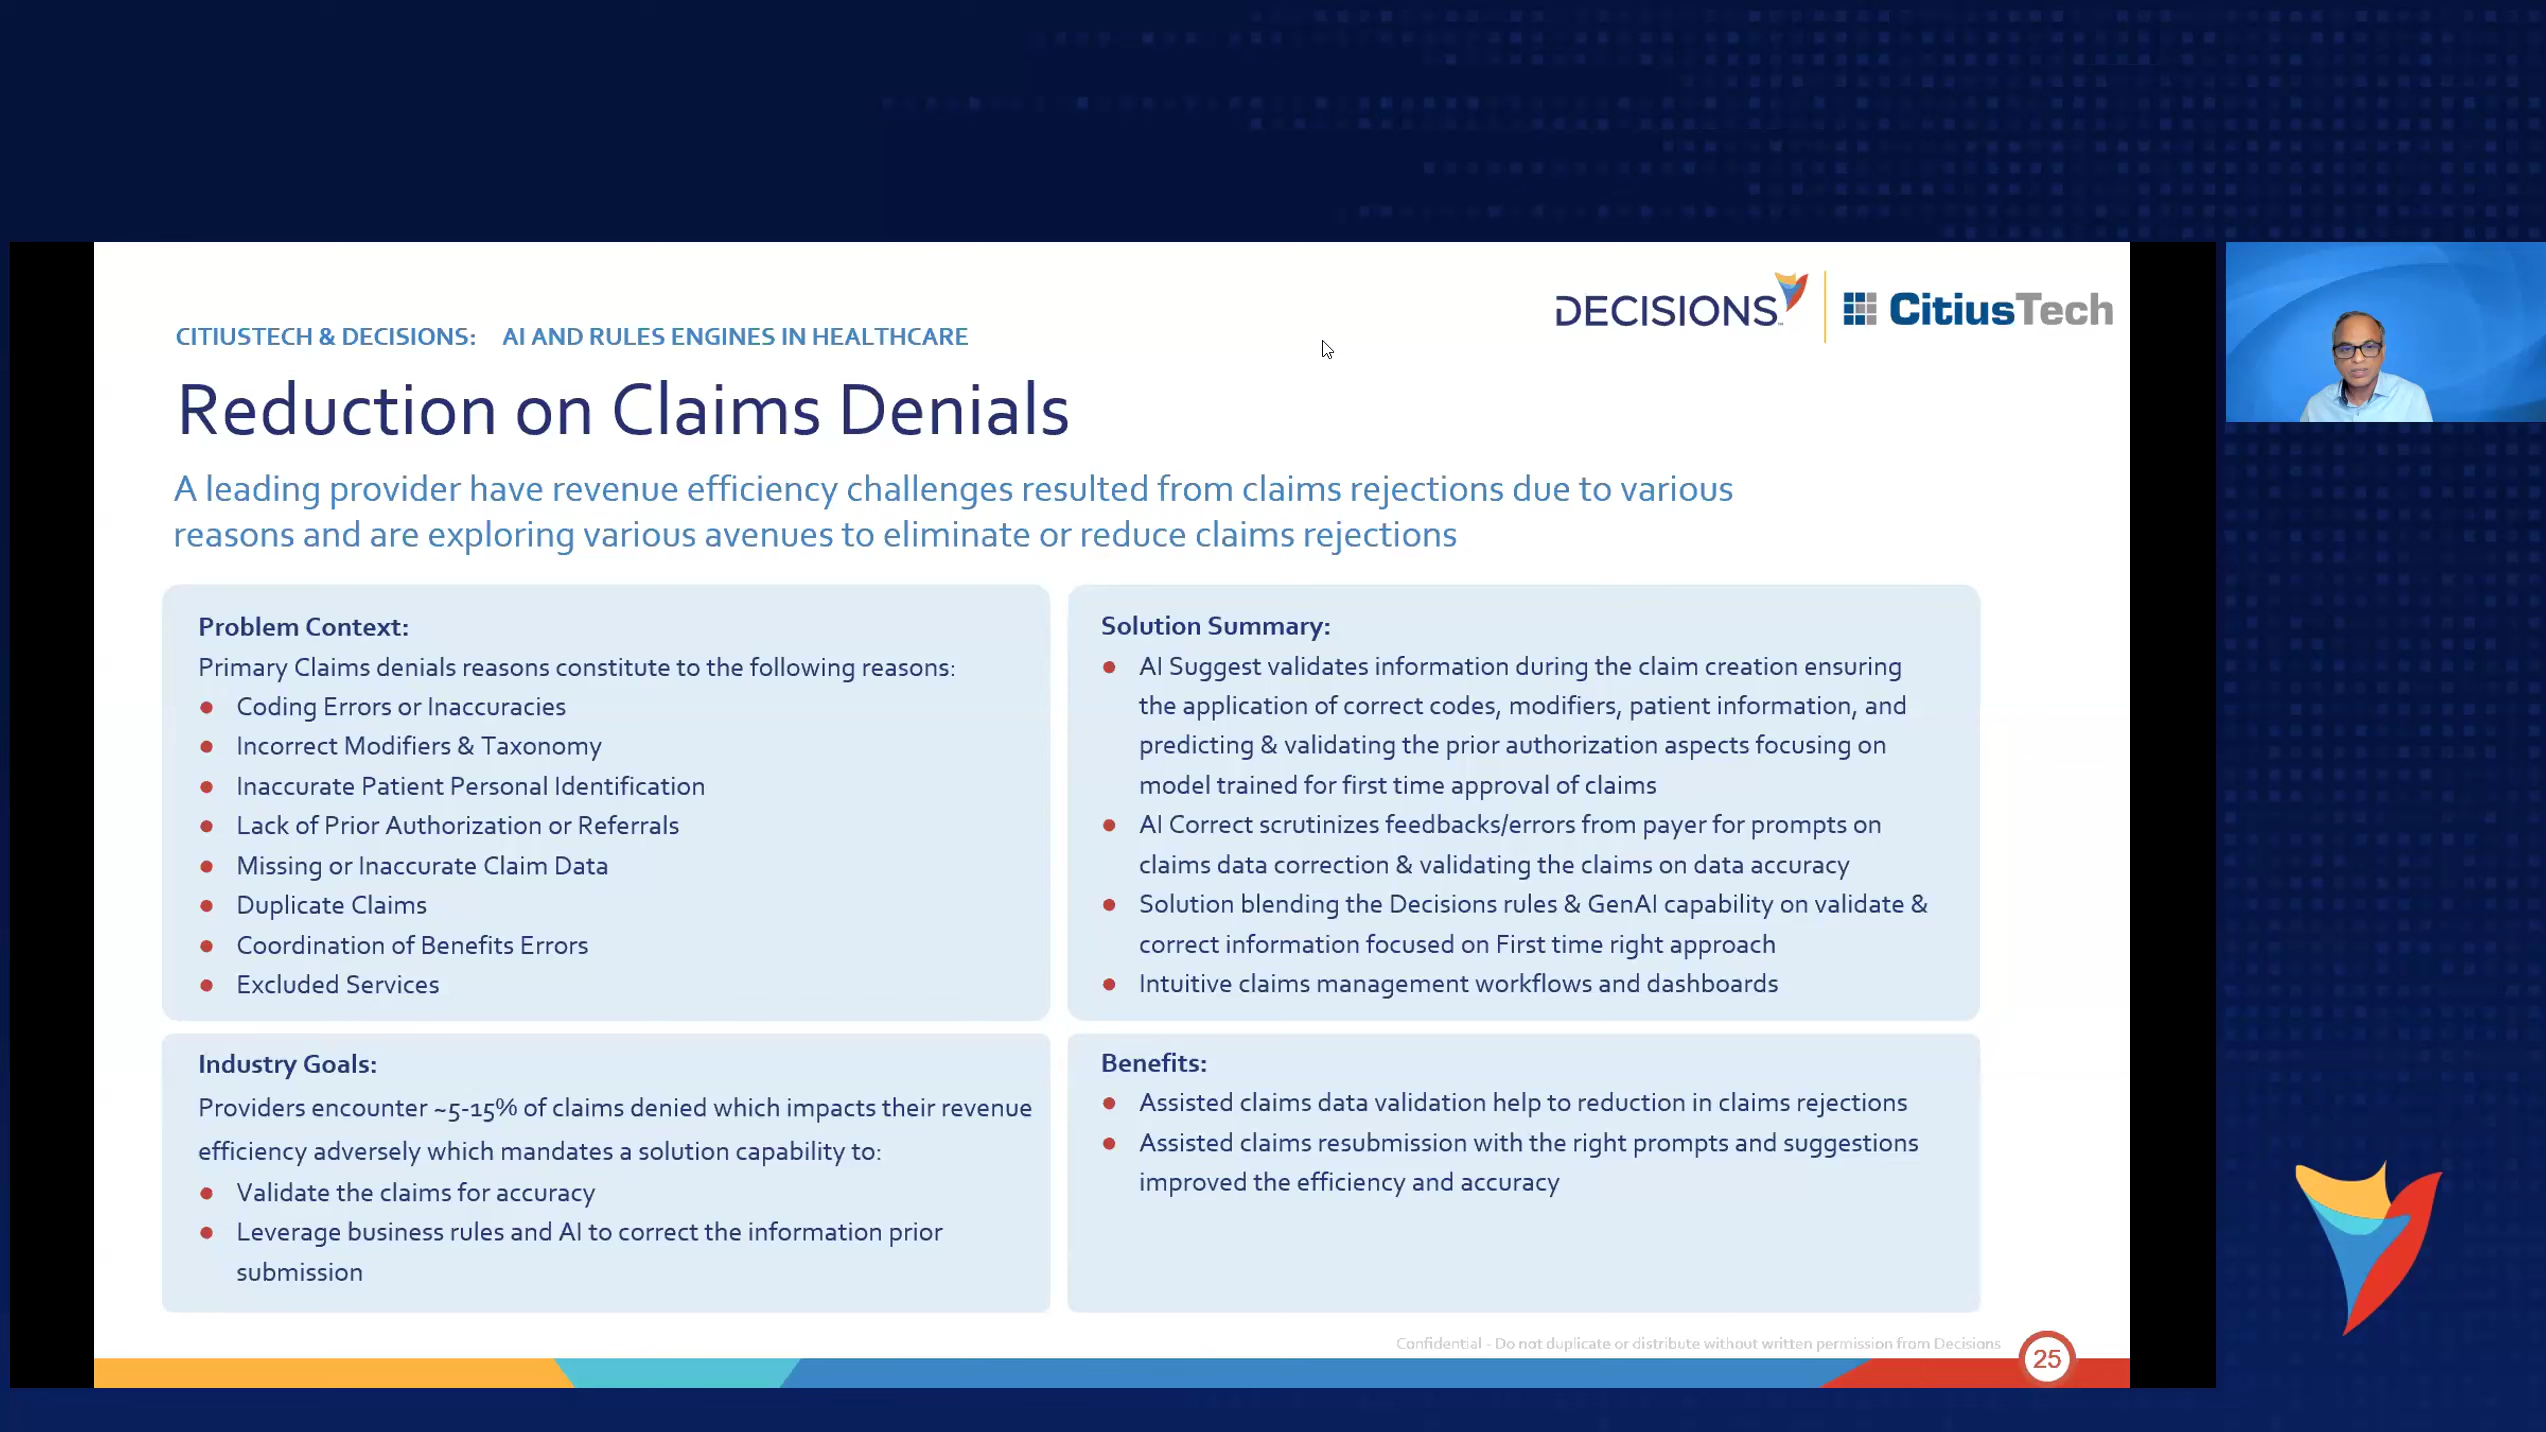 DECISIONS
CitiusTech
CITIUSTECH & DECISIONS: AI AND RULES ENGINES IN HEALTHCARE
Reduction on Claims Denials
A leading provider have revenue efficiency challenges resulted from claims rejections due to various
reasons and are exploring various avenues to eliminate or reduce claims rejections
Problem Context:
Primary Claims denials reasons constitute to the following reasons:
Coding Errors or Inaccuracies
Incorrect Modifiers & Taxonomy
Inaccurate Patient Personal Identification
Lack of Prior Authorization or Referrals
Missing or Inaccurate Claim Data
Duplicate Claims
Coordination of Benefits Errors
Excluded Services
Solution Summary:
AI Suggest validates information during the claim creation ensuring
the application of correct codes, modifiers, patient information, and
predicting & validating the prior authorization aspects focusing on
model trained for first time approval of claims
AI Correct scrutinizes feedbacks/errors from payer for prompts on
claims data correction & validating the claims on data accuracy
Solution blending the Decisions rules & GenAI capability on validate &
correct information focused on First time right approach
Intuitive claims management workflows and dashboards
Industry Goals:
Providers encounter ~5-15% of claims denied which impacts their revenue
efficiency adversely which mandates a solution capability to:
Validate the claims for accuracy
Leverage business rules and AI to correct the information prior
submission
Benefits:
Assisted claims data validation help to reduction in claims rejections
Assisted claims resubmission with the right prompts and suggestions
improved the efficiency and accuracy
Confidential - Do not duplicate or distribute without written permission from Decisions
25